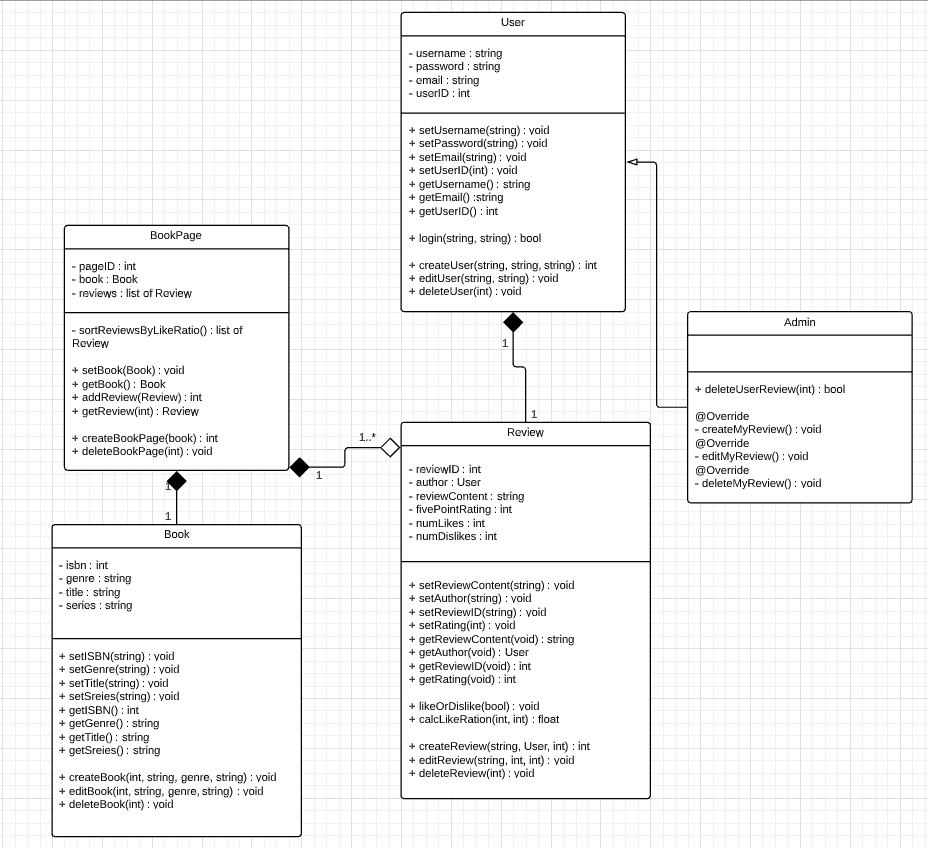 User
- username : string
- password : string
- email : string
- userID : int
+ setUsername(string) : void
+ setPassword(string) : void
+ setEmail(string) : void
+ setUserID(int) : void
+ getUsername() : string
+ getEmail() :string
+ getUserID() : int
+ login(string, string) : bool
+ createUser(string, string, string) : int
+ editUser(string, string) : void
+ deleteUser(int) : void
BookPage
- pageID : int
- book : Book
- reviews : list of Review
- sortReviewsByLikeRatio() : list of
Review
+ setBook(Book) : void
+ getBook() : Book
+ addReview(Review) : int
+ getReview(int) : Review
+ createBookPage(book) : int
+ deleteBookPage(int) : void
Admin
+ deleteUserReview(int) : bool
@Override
- createMyReview() : void
@Override
- editMyReview() : void
@Override
- deleteMyReview() : void
1
1
1..*
1
1
1
Review
- reviewID : int
- author : User
- reviewContent : string
- fivePointRating : int
- numLikes : int
- numDislikes : int
+ setReviewContent(string) : void
+ setAuthor(string) : void
+ setReviewID(string) : void
+ setRating(int) : void
+ getReviewContent(void) : string
+ getAuthor(void) : User
+ getReviewID(void) : int
+ getRating(void) : int
+ likeOrDislike(bool) : void
+ calcLikeRation(int, int) : float
+ createReview(string, User, int) : int
+ editReview(string, int, int) : void
+ deleteReview(int) : void
Book
- isbn : int
- genre : string
- title : string
- series : string
+ setISBN(string) : void
+ setGenre(string) : void
+ setTitle(string) : void
+ setSreies(string) : void
+ getISBN() : int
+ getGenre() : string
+ getTitle() : string
+ getSreies() : string
+ createBook(int, string, genre, string) : void
+ editBook(int, string, genre, string) : void
+ deleteBook(int) : void